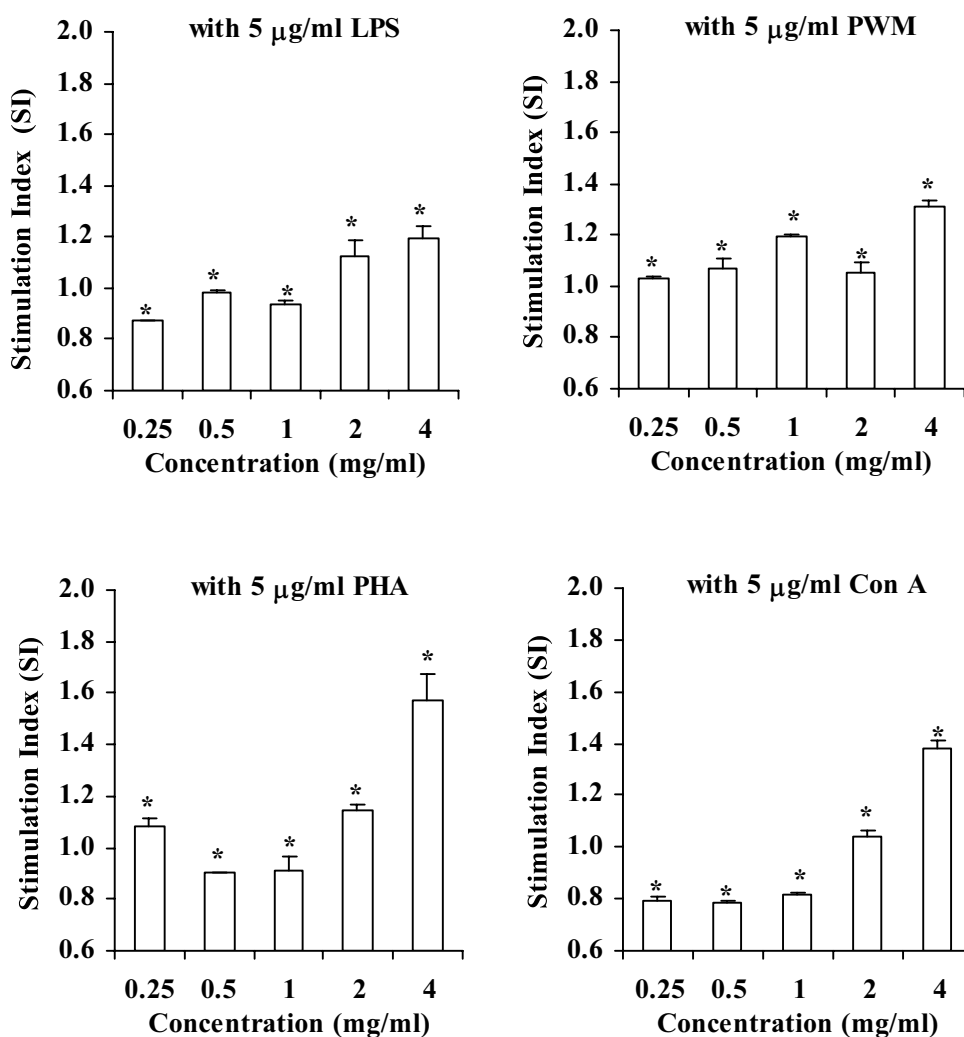 with 5 μg/ml LPS
2.0
1.8
1.6
1.4
1.2
1.0
0.8
0.6
Stimulation Index (SI)
* * * * *
0.25 0.5 1 2 4
Concentration (mg/ml)
with 5 μg/ml PWM
2.0
1.8
1.6
1.4
1.2
1.0
0.8
0.6
Stimulation Index (SI)
* * * * *
0.25 0.5 1 2 4
Concentration (mg/ml)
with 5 μg/ml PHA
2.0
1.8
1.6
1.4
1.2
1.0
0.8
0.6
Stimulation Index (SI)
* * * * *
0.25 0.5 1 2 4
Concentration (mg/ml)
with 5 μg/ml Con A
2.0
1.8
1.6
1.4
1.2
1.0
0.8
0.6
Stimulation Index (SI)
* * * * *
0.25 0.5 1 2 4
Concentration (mg/ml)